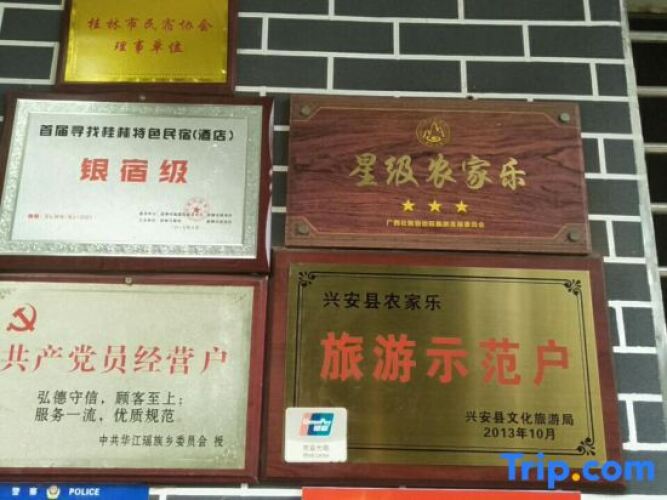 桂林市民宿协会
理事单位
首届寻找桂林特色民宿(酒店)
银宿级
星级农家乐
共产党员经营户
弘德守信，顾客至上；
服务一流，优质规范。
中共华江瑶族乡委员会 授
兴安县农家乐
旅游示范户
兴安县文化旅游局
2013年10月
警察 POLICE
Trip.com